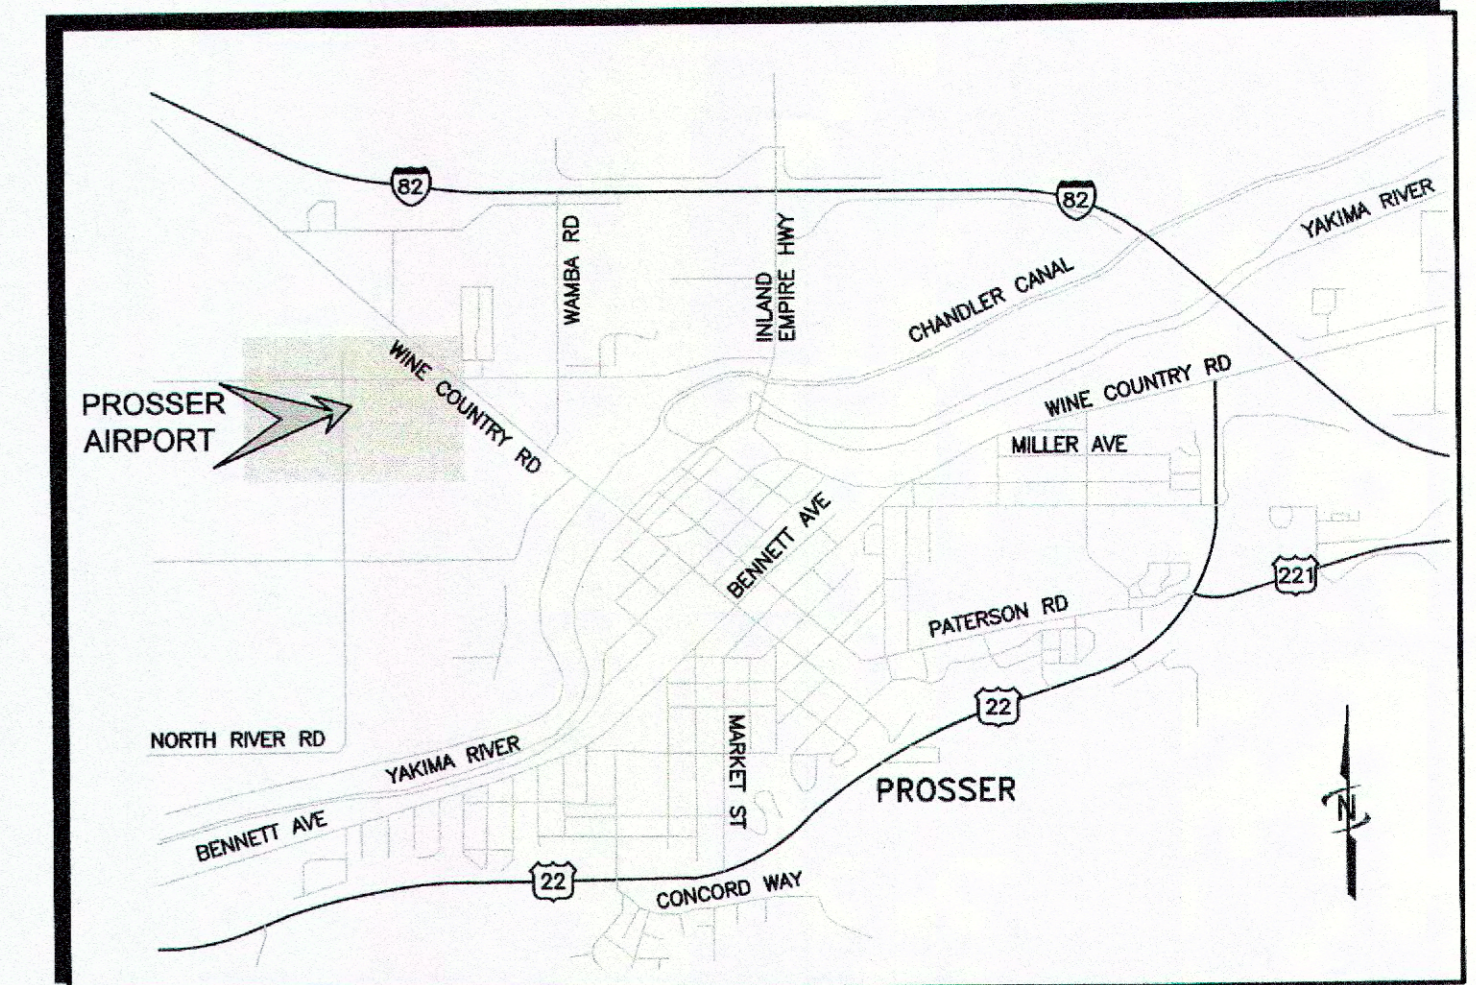 82
82
YAKIMA RIVER
WAMBA RD
INLAND
EMPIRE HWY
CHANDLER CANAL
WINE COUNTRY RD
WINE COUNTRY RD
PROSSER
AIRPORT
MILLER AVE
BENNETT AVE
221
PATERSON RD
22
NORTH RIVER RD
YAKIMA RIVER
MARKET ST
PROSSER
N
BENNETT AVE
22
CONCORD WAY